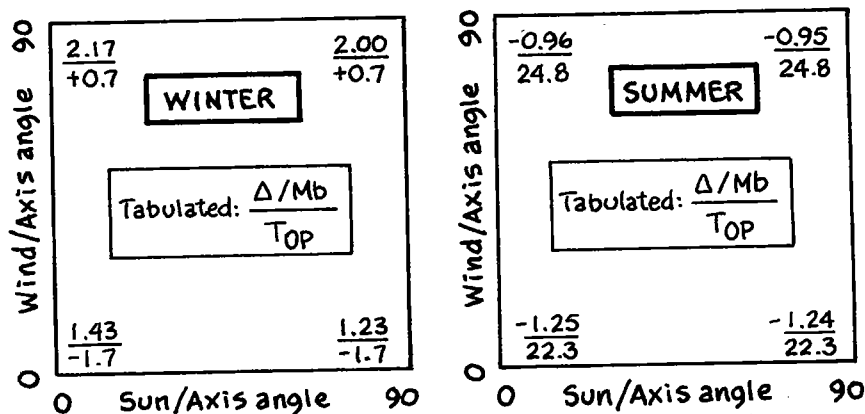 90
2.17
+0.7
2.00
+0.7
WINTER
Tabulated: Δ/Mb
TOP
1.43
-1.7
1.23
-1.7
0
Wind/Axis angle
0 Sun/Axis angle 90
90
-0.96
24.8
-0.95
24.8
SUMMER
Tabulated: Δ/Mb
TOP
-1.25
22.3
-1.24
22.3
0
Wind/Axis angle
0 Sun/Axis angle 90